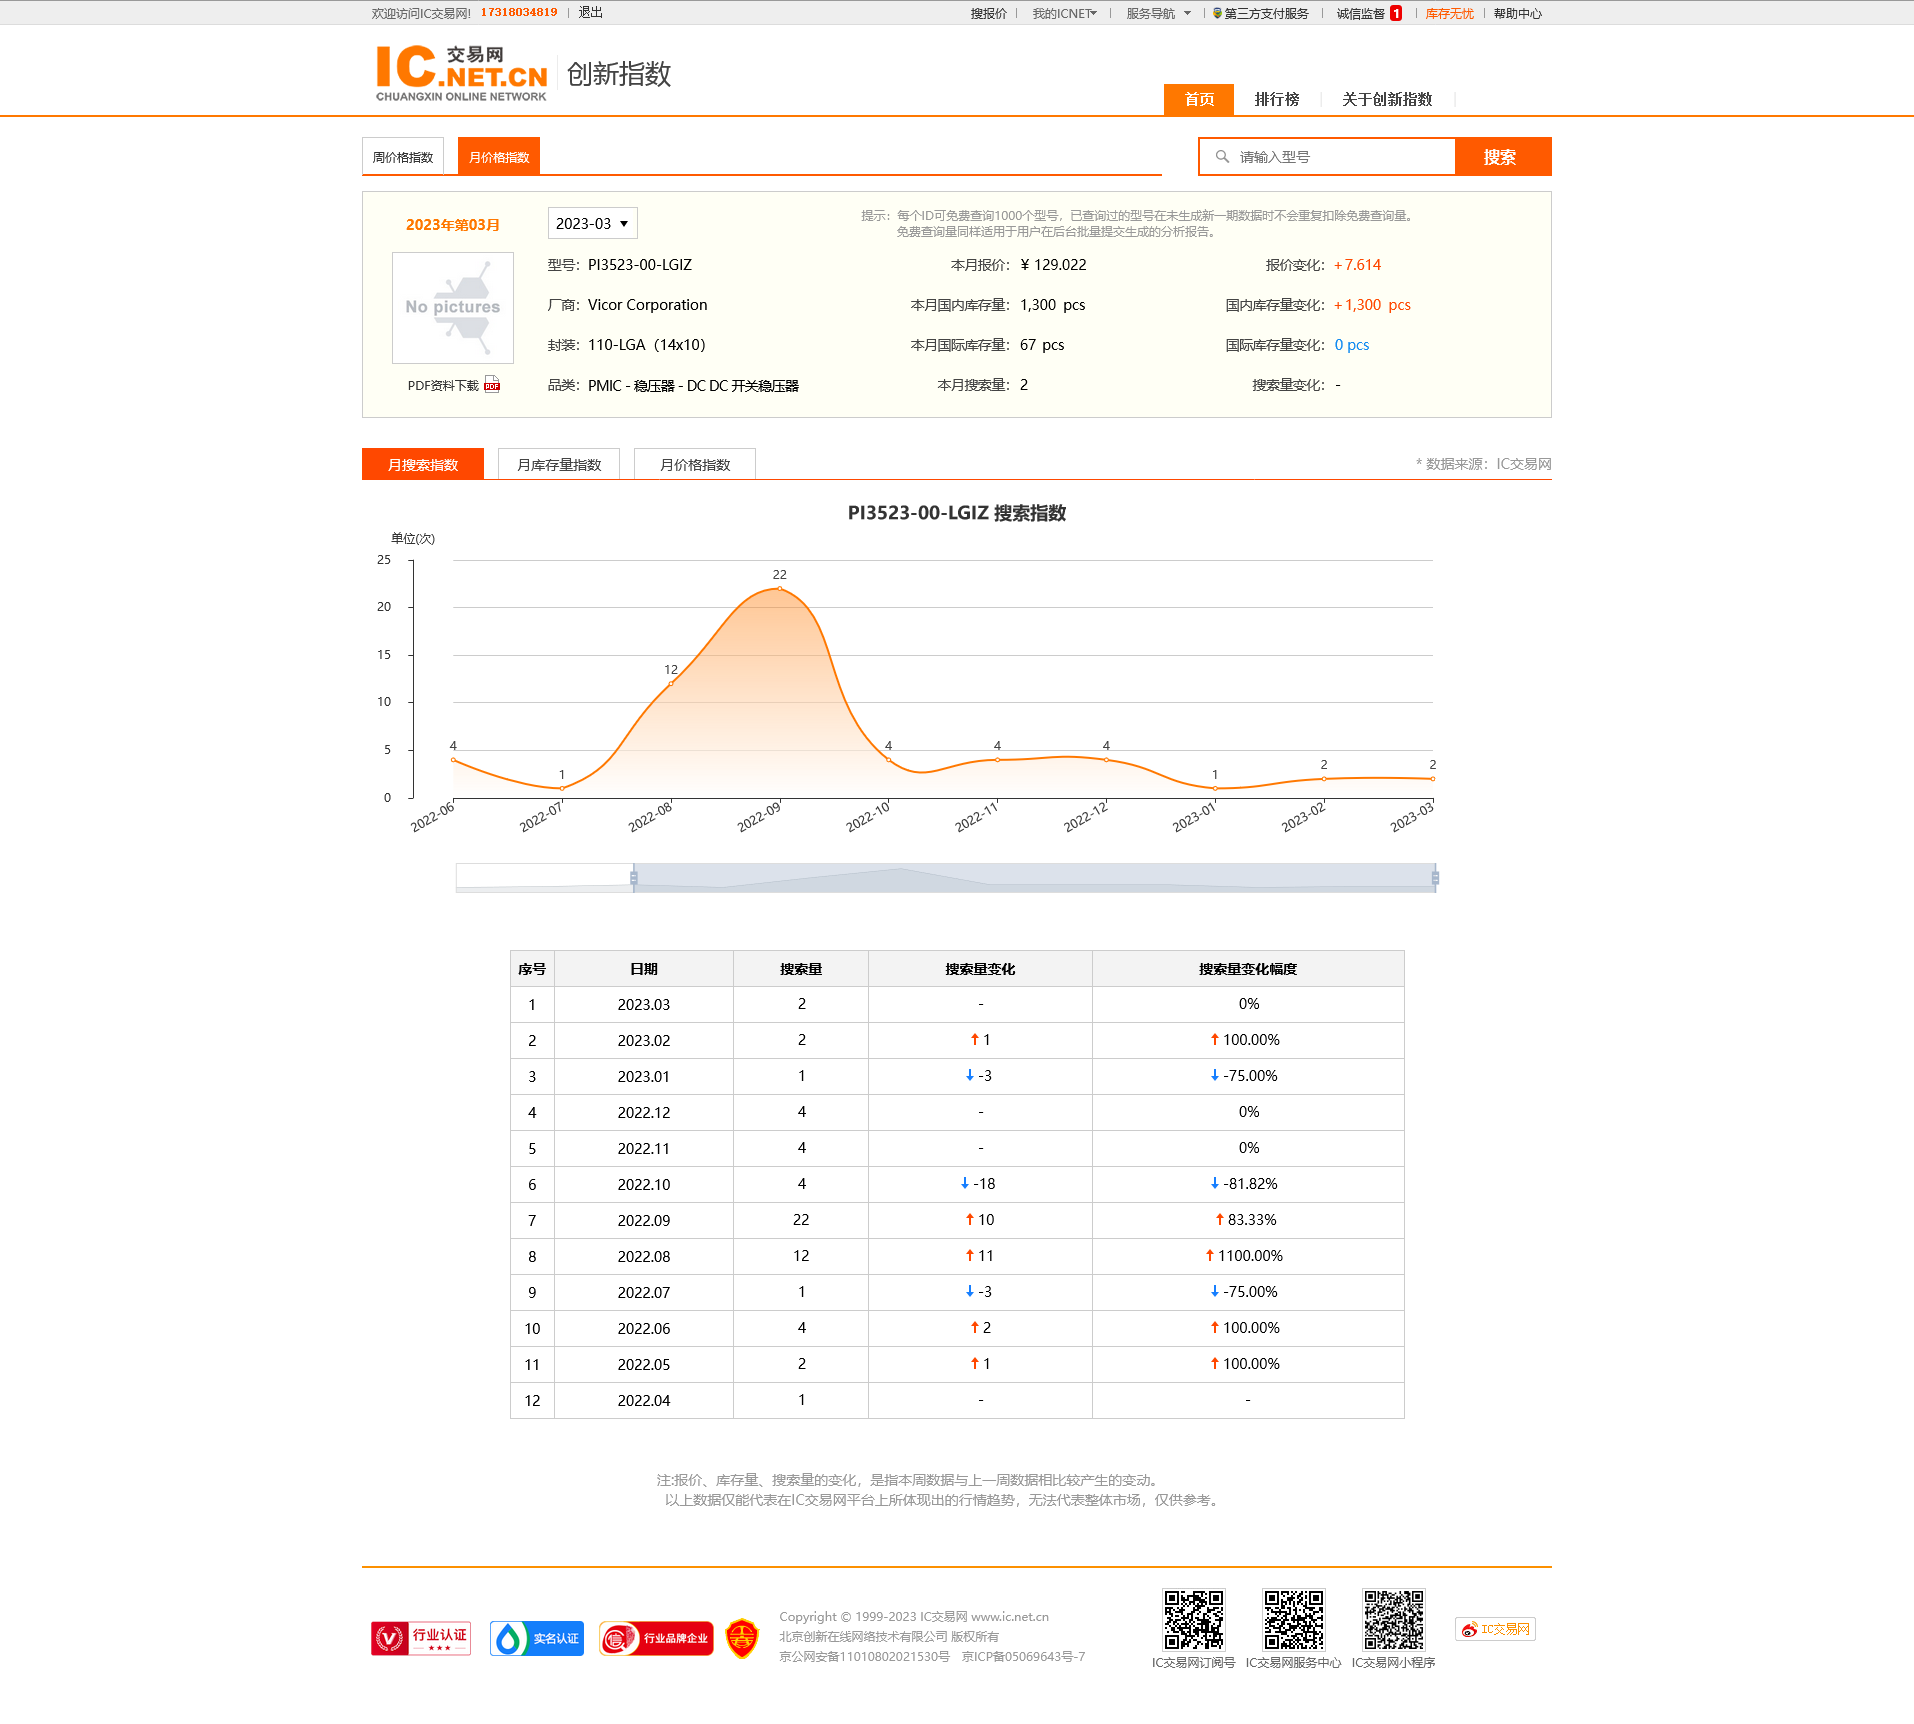 欢迎访问IC交易网! 17318034819 | 退出 搜报价 | 我的ICNET | 服务导航 | 第三方支付服务 | 诚信监督 1 | 库存无忧 | 帮助中心
IC 交易网 .NET.CN 创新指数
CHUANGXIN ONLINE NETWORK
首页 排行榜 | 关于创新指数 |
周价格指数 月价格指数 请输入型号 搜索
2023年第03月 2023-03 提示：每个ID可免费查询1000个型号，已查询过的型号在未生成新一期数据时不会重复扣除免费查询量。
免费查询量同样适用于用户在后台批量提交生成的分析报告。
型号：PI3523-00-LGIZ 本月报价：¥ 129.022 报价变化：+7.614
No pictures
厂商：Vicor Corporation 本月国内库存量：1,300 pcs 国内库存量变化：+1,300 pcs
封装：110-LGA（14x10） 本月国际库存量：67 pcs 国际库存量变化：0 pcs
PDF资料下载 PDF 品类：PMIC - 稳压器 - DC DC 开关稳压器 本月搜索量：2 搜索量变化：-
月搜索指数 月库存量指数 月价格指数 * 数据来源：IC交易网
PI3523-00-LGIZ 搜索指数
单位(次)
25
22
20
15
12
10
5
4 1 4 4 4 1 2 2
0
2022-06 2022-07 2022-08 2022-09 2022-10 2022-11 2022-12 2023-01 2023-02 2023-03
序号 日期 搜索量 搜索量变化 搜索量变化幅度
1 2023.03 2 - 0%
2 2023.02 2 ↑ 1 ↑ 100.00%
3 2023.01 1 ↓ -3 ↓ -75.00%
4 2022.12 4 - 0%
5 2022.11 4 - 0%
6 2022.10 4 ↓ -18 ↓ -81.82%
7 2022.09 22 ↑ 10 ↑ 83.33%
8 2022.08 12 ↑ 11 ↑ 1100.00%
9 2022.07 1 ↓ -3 ↓ -75.00%
10 2022.06 4 ↑ 2 ↑ 100.00%
11 2022.05 2 ↑ 1 ↑ 100.00%
12 2022.04 1 - -
注:报价、库存量、搜索量的变化，是指本周数据与上一周数据相比较产生的变动。
以上数据仅能代表在IC交易网平台上所体现出的行情趋势，无法代表整体市场，仅供参考。
行业认证 实名认证 信 行业品牌企业
Copyright © 1999-2023 IC交易网 www.ic.net.cn
北京创新在线网络技术有限公司 版权所有
京公网安备11010802021530号 京ICP备05069643号-7
IC交易网订阅号 IC交易网服务中心 IC交易网小程序
IC交易网